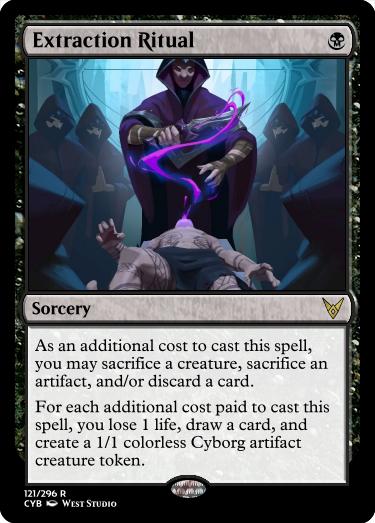 Extraction Ritual
Sorcery
As an additional cost to cast this spell,
you may sacrifice a creature, sacrifice an
artifact, and/or discard a card.
For each additional cost paid to cast this
spell, you lose 1 life, draw a card, and
create a 1/1 colorless Cyborg artifact
creature token.
121/296 R
CYB West Studio